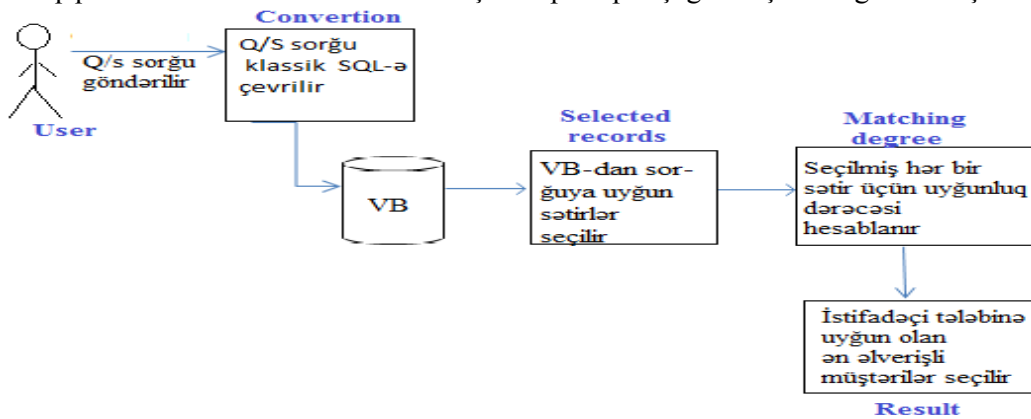 Convertion
Q/s sorğu
göndərilir
Q/S sorğu
klassik SQL-ə
çevrilir
User
VB
Selected
records
VB-dan sor-
ğuya uyğun
sətirlər
seçilir
Matching
degree
Seçilmiş hər bir
sətir üçün uyğunluq
dərəcəsi
hesablanır
İstifadəçi tələbinə
uyğun olan
ən əlverişli
müştərilər seçilir
Result